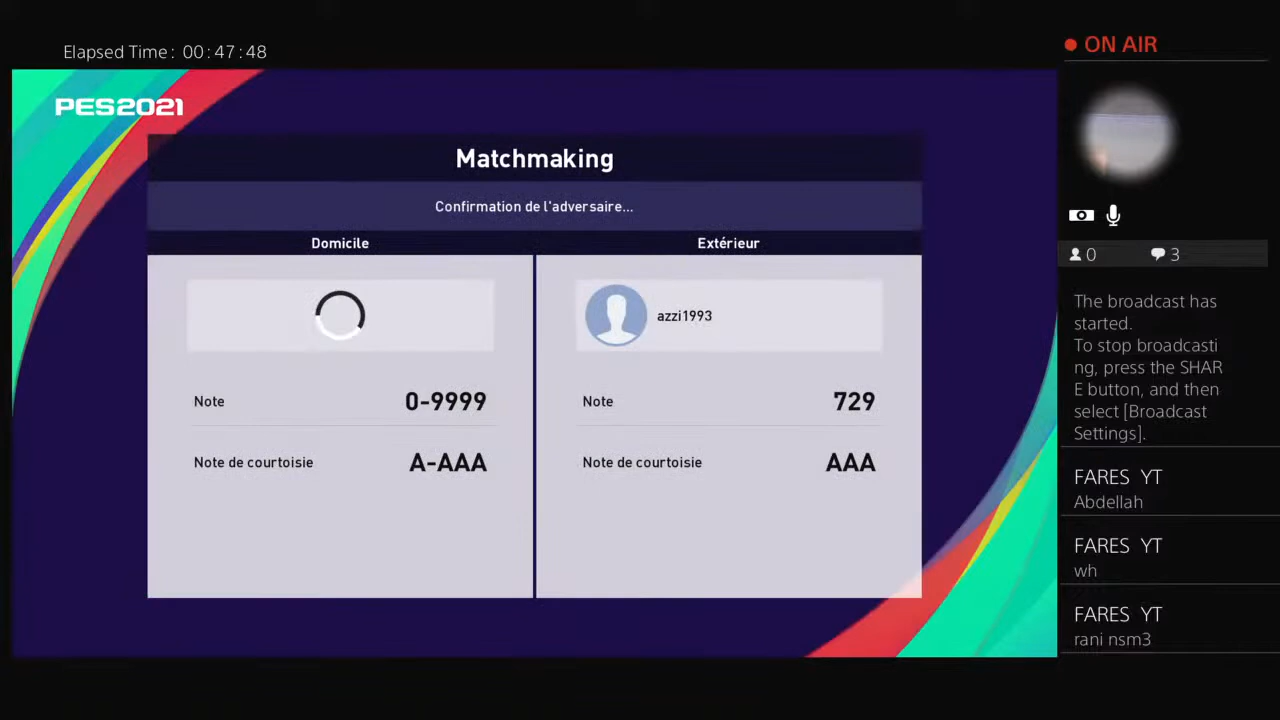 Elapsed Time: 00:47:48
ON AIR
PES2021
Matchmaking
Confirmation de l'adversaire...
Domicile
Extérieur
azzi1993
Note 0-9999
Note 729
Note de courtoisie A-AAA
Note de courtoisie AAA
0 3
The broadcast has
started.
To stop broadcasti
ng, press the SHAR
E button, and then
select [Broadcast
Settings].
FARES YT
Abdellah
FARES YT
wh
FARES YT
rani nsm3